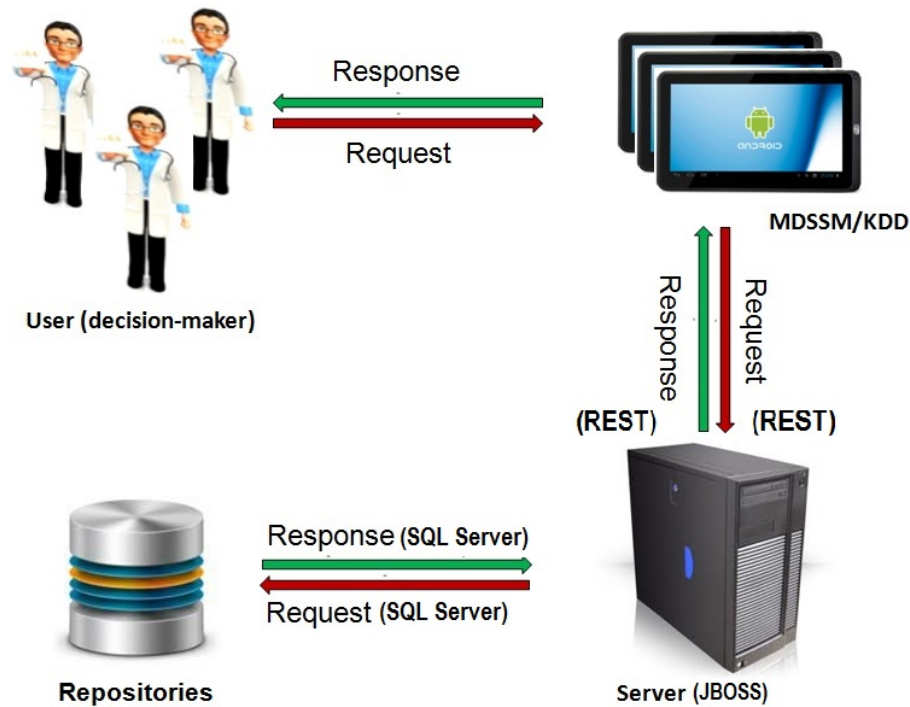 Response
Request
ANDROID
MDSSM/KDD
User (decision-maker)
Response
Request
(REST)
(REST)
Response (SQL Server)
Request (SQL Server)
Repositories
Server (JBOSS)